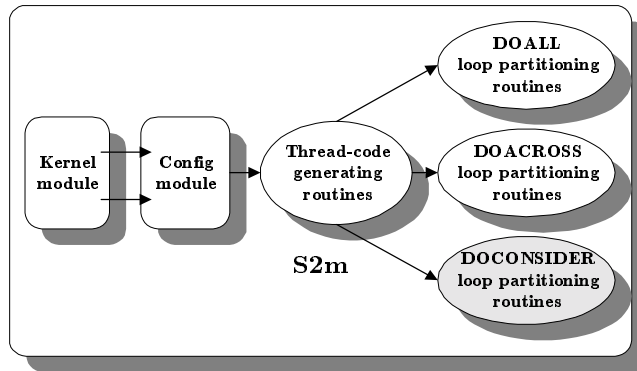 Kernel
module
Config
module
Thread-code
generating
routines
S2m
DOALL
loop partitioning
routines
DOACROSS
loop partitioning
routines
DOCONSIDER
loop partitioning
routines